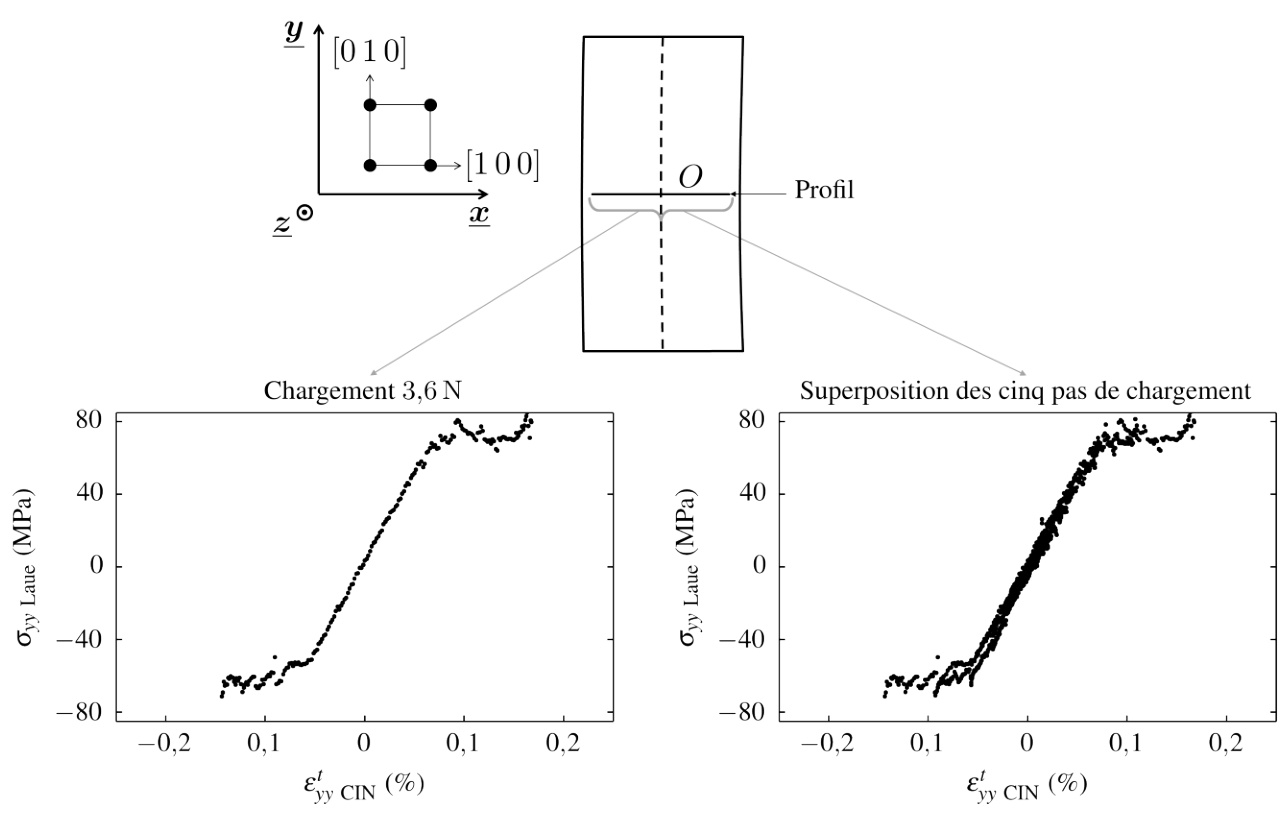 y
[0 1 0]
[1 0 0]
z
x
O
Profil
Chargement 3,6 N
80
40
0
−40
−80
σyy Laue (MPa)
−0,2
0,1
0
0,1
0,2
εᵗyy CIN (%)
Superposition des cinq pas de chargement
80
40
0
−40
−80
σyy Laue (MPa)
−0,2
0,1
0
0,1
0,2
εᵗyy CIN (%)